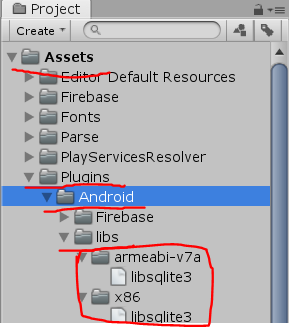 Project
Create
Assets
Editor Default Resources
Firebase
Fonts
Parse
PlayServicesResolver
Plugins
Android
Firebase
libs
armeabi-v7a
libsqlite3
x86
libsqlite3